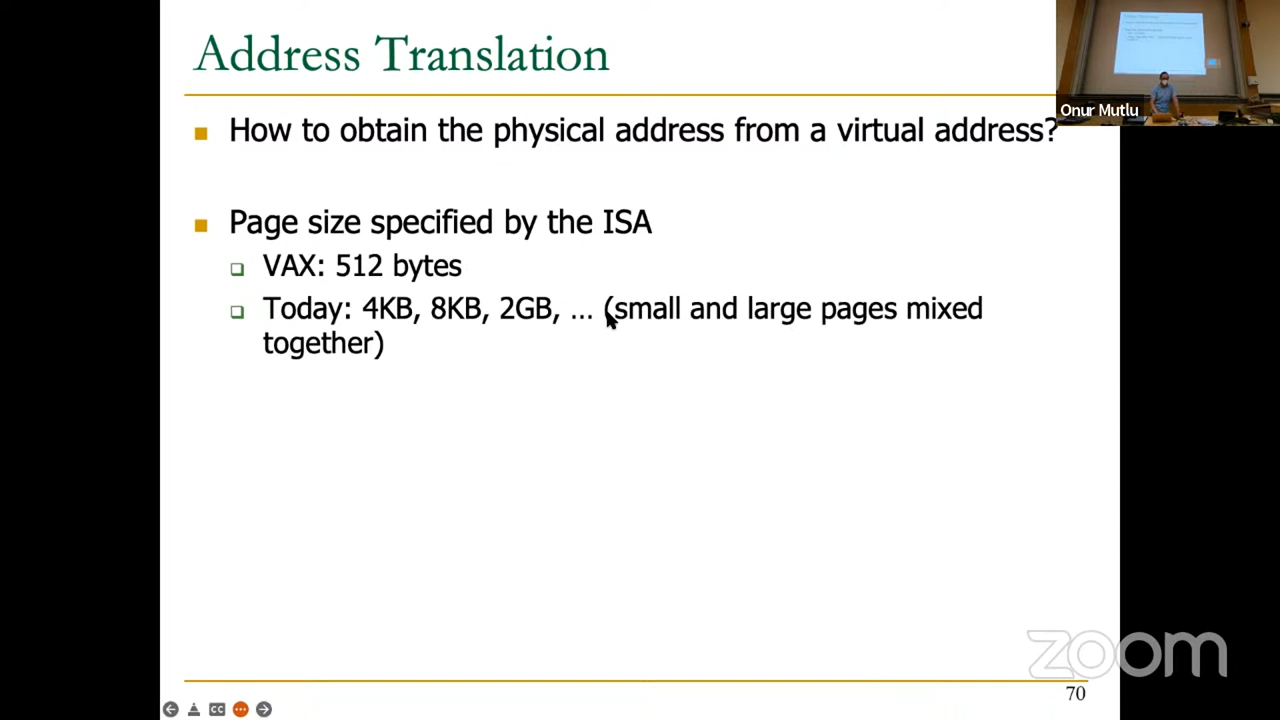 Address Translation
Onur Mutlu
How to obtain the physical address from a virtual address?
Page size specified by the ISA
VAX: 512 bytes
Today: 4KB, 8KB, 2GB, … (small and large pages mixed
together)
zoom
70
CC